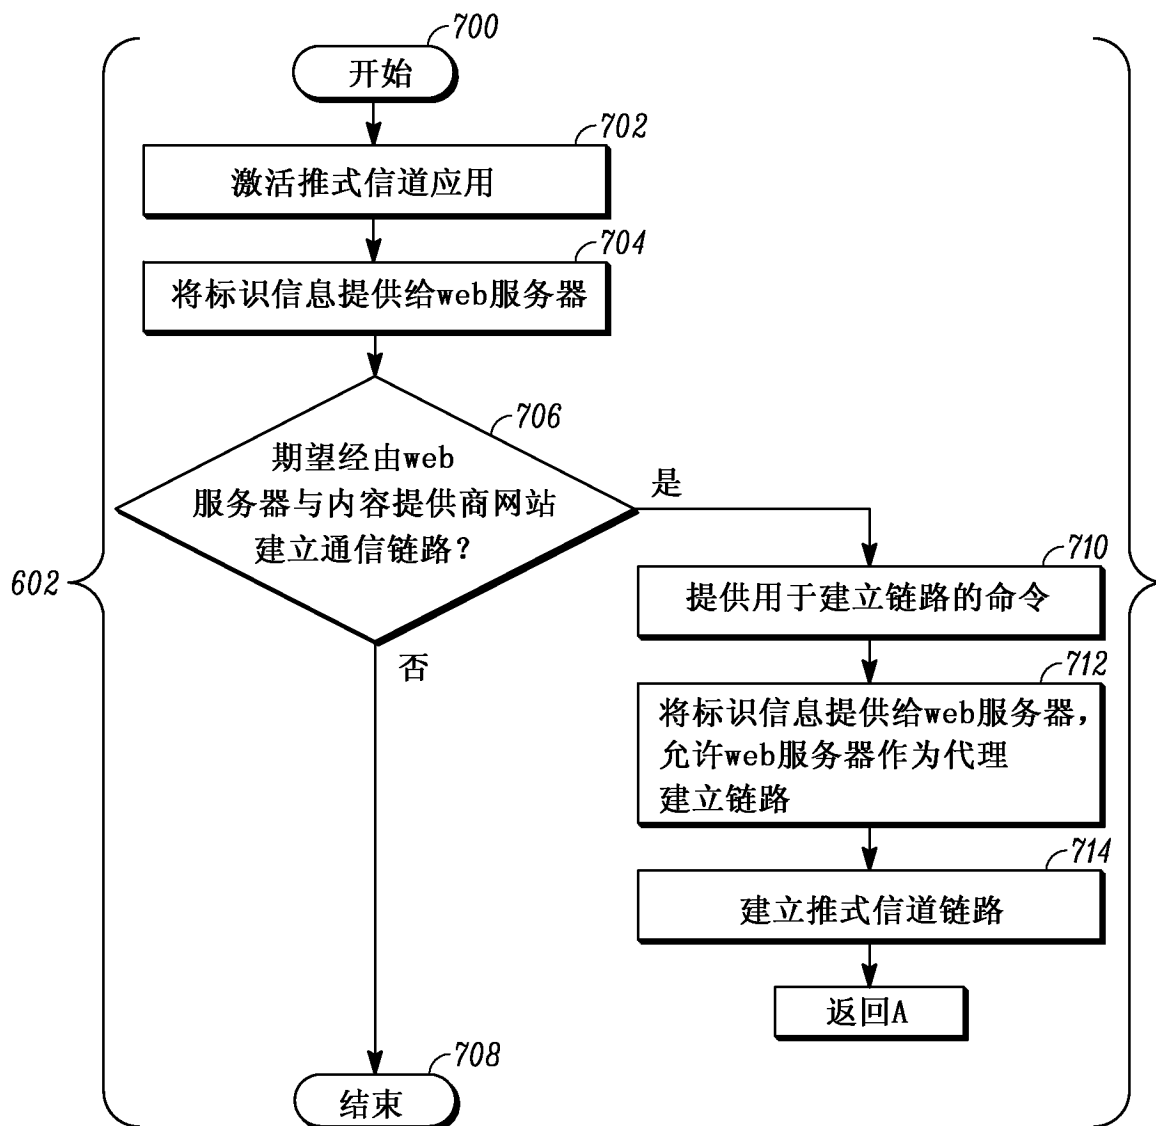 700
开始
702
激活推式信道应用
704
将标识信息提供给web服务器
706
期望经由web
服务器与内容提供商网站
建立通信链路？
是
否
602
710
提供用于建立链路的命令
712
将标识信息提供给web服务器，
允许web服务器作为代理
建立链路
714
建立推式信道链路
返回A
708
结束